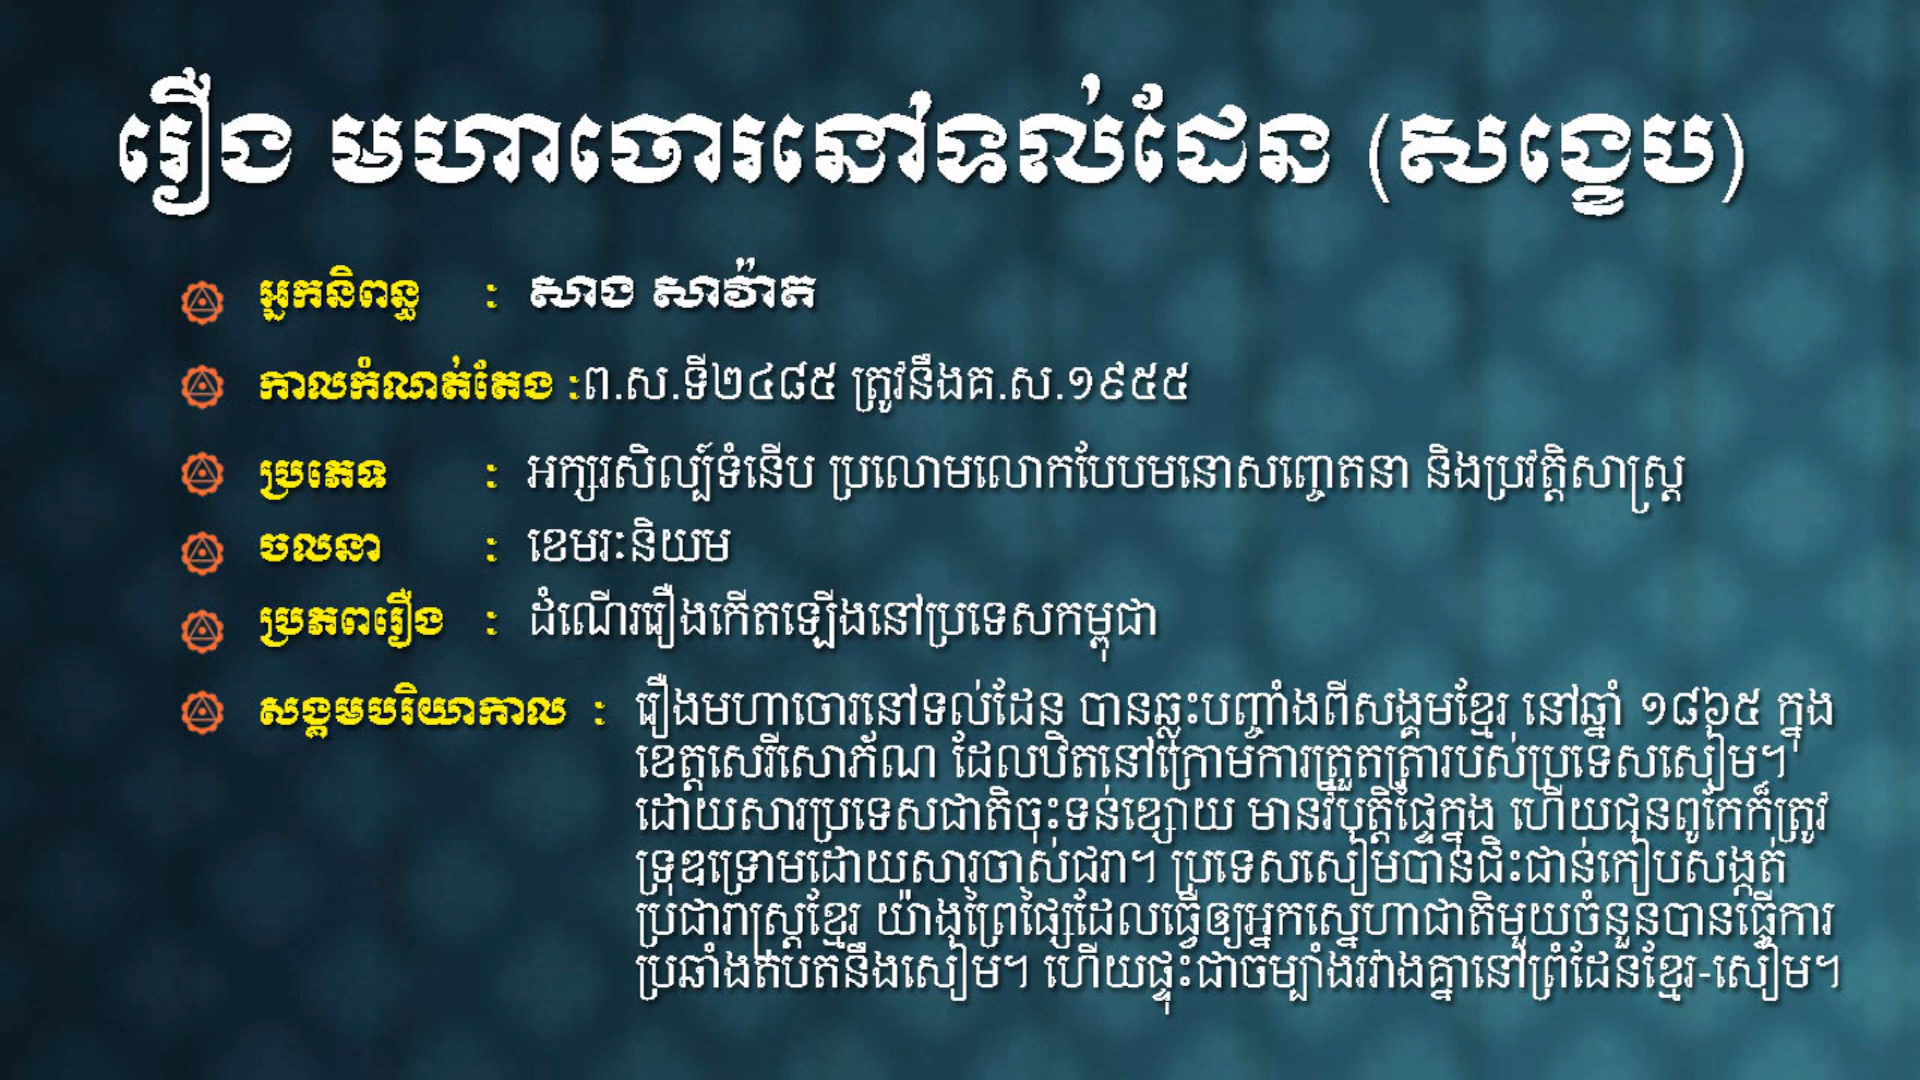 រឿង មហាចោរនៅទល់ដែន (សង្ខេប)
អ្នកនិពន្ធ : សាង សាវ៉ាត
កាលកំណត់តែង :ព.ស.ទី២៤៨៥ ត្រូវនឹងគ.ស.១៩៥៥
ប្រភេទ : អក្សរសិល្ប៍ទំនើប ប្រលោមលោកបែបមនោសញ្ចេតនា និងប្រវត្តិសាស្ត្រ
ចលនា : ខេមរៈនិយម
ប្រភពរឿង : ដំណើររឿងកើតឡើងនៅប្រទេសកម្ពុជា
សង្គមបរិយាកាល : រឿងមហាចោរនៅទល់ដែន បានឆ្លុះបញ្ចាំងពីសង្គមខ្មែរ នៅឆ្នាំ ១៨៦៥ ក្នុង
ខេត្តសេរីសោភ័ណ ដែលឋិតនៅក្រោមការត្រួតត្រារបស់ប្រទេសសៀម។
ដោយសារប្រទេសជាតិចុះទន់ខ្សោយ មានវិបត្តិផ្ទៃក្នុង ហើយជនពូកែក៏ត្រូវ
ទ្រុឌទ្រោមដោយសារចាស់ជរា។ ប្រទេសសៀមបានជិះជាន់កៀបសង្កត់
ប្រជារាស្ត្រខ្មែរ យ៉ាងព្រៃផ្សៃដែលធ្វើឲ្យអ្នកស្នេហាជាតិមួយចំនួនបានធ្វើការ
ប្រឆាំងតបតនឹងសៀម។ ហើយផ្ទុះជាចម្បាំងរវាងគ្នានៅព្រំដែនខ្មែរ-សៀម។